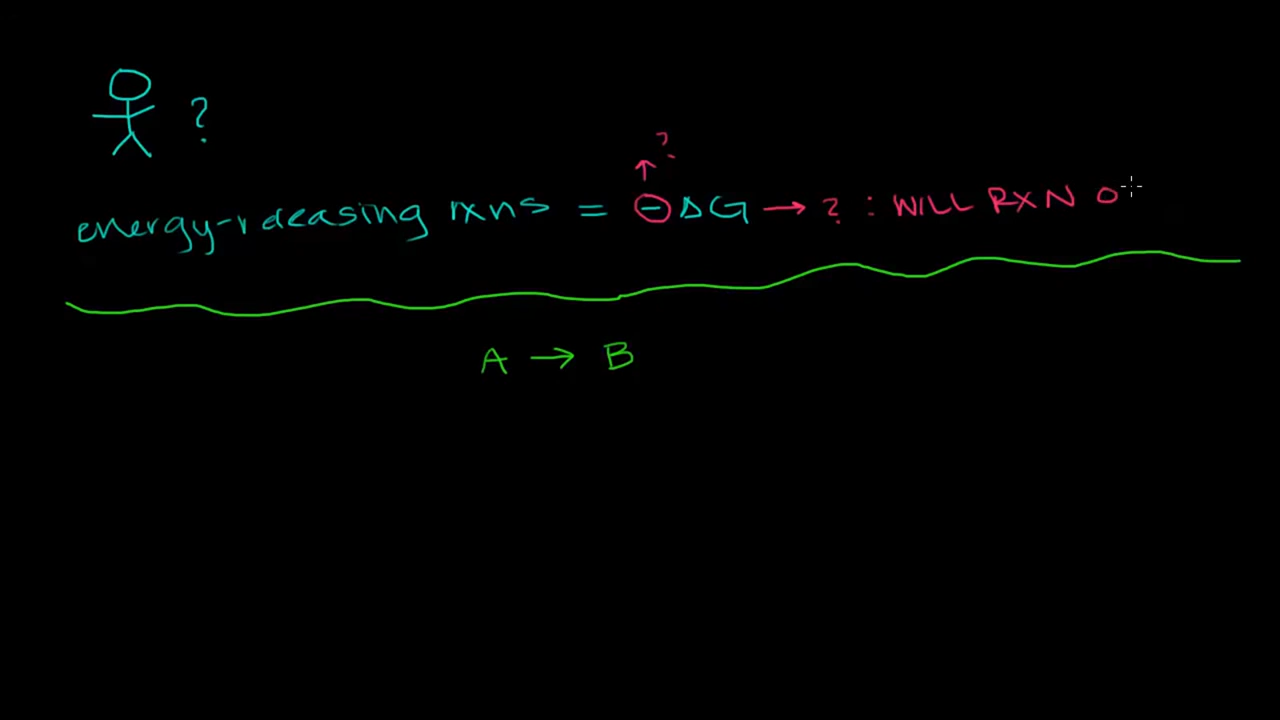 ?
?
energy-releasing rxns = -ΔG → ? : WILL RXN O
A → B